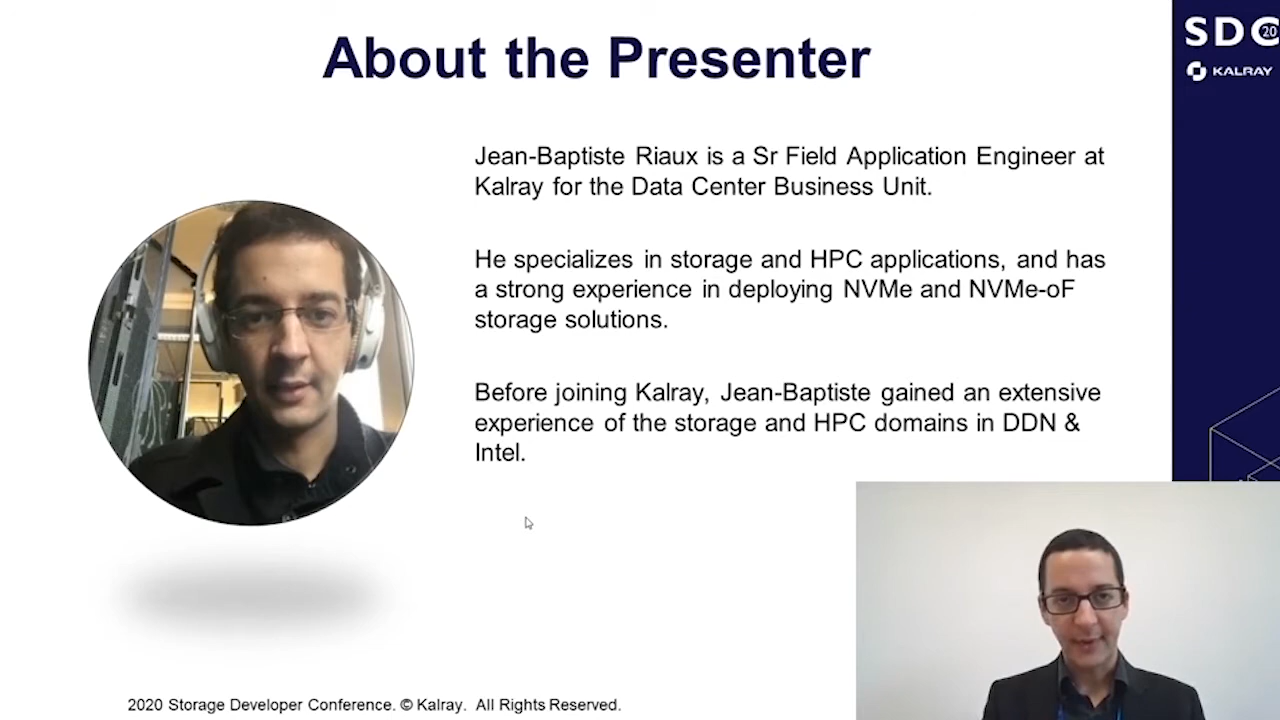 About the Presenter
SDC
20
KALRAY
Jean-Baptiste Riaux is a Sr Field Application Engineer at
Kalray for the Data Center Business Unit.
He specializes in storage and HPC applications, and has
a strong experience in deploying NVMe and NVMe-oF
storage solutions.
Before joining Kalray, Jean-Baptiste gained an extensive
experience of the storage and HPC domains in DDN &
Intel.
2020 Storage Developer Conference. © Kalray. All Rights Reserved.